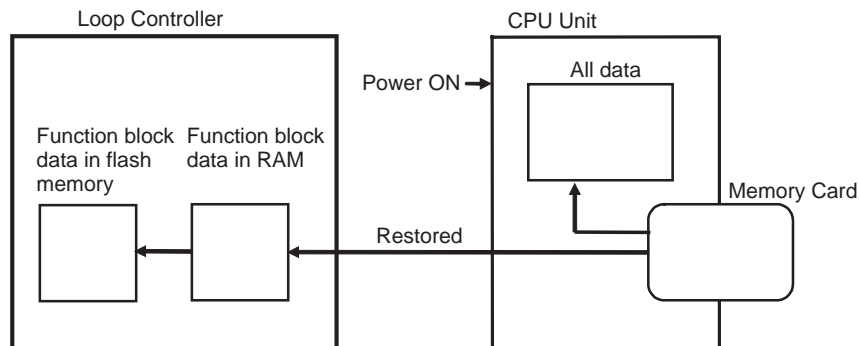 Loop Controller
CPU Unit
Power ON
All data
Function block
data in flash
memory
Function block
data in RAM
Memory Card
Restored